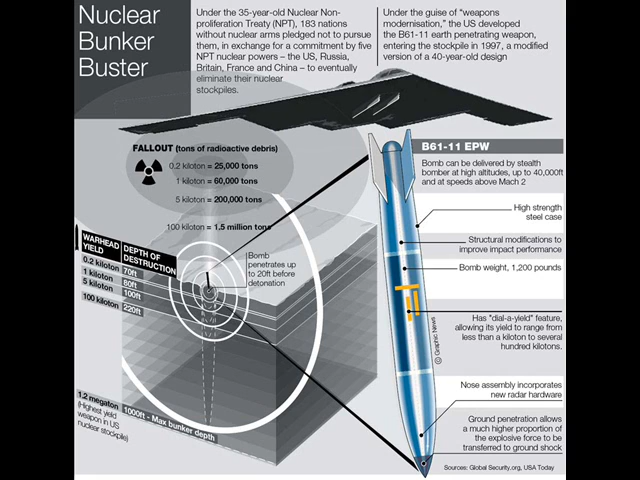 Nuclear
Bunker
Buster
Under the 35-year-old Nuclear Non-
proliferation Treaty (NPT), 183 nations
without nuclear arms pledged not to pursue
them, in exchange for a commitment by five
NPT nuclear powers – the US, Russia,
Britain, France and China – to eventually
eliminate their nuclear
stockpiles.
Under the guise of “weapons
modernisation,” the US developed
the B61-11 earth penetrating weapon,
entering the stockpile in 1997, a modified
version of a 40-year-old design
FALLOUT (tons of radioactive debris)
0.2 kiloton = 25,000 tons
1 kiloton = 60,000 tons
5 kiloton = 200,000 tons
100 kiloton = 1.5 million tons
WARHEAD YIELD
DEPTH OF DESTRUCTION
0.2 kiloton 70ft
1 kiloton 80ft
5 kiloton 100ft
100 kiloton 220ft
Bomb
penetrates up
to 20ft before
detonation
1.2 megaton
(Highest yield
weapon in US
nuclear stockpile)
1000ft - Max bunker depth
B61-11 EPW
Bomb can be delivered by stealth
bomber at high altitudes, up to 40,000ft
and at speeds above Mach 2
High strength
steel case
Structural modifications to
improve impact performance
Bomb weight, 1,200 pounds
Has "dial-a-yield" feature,
allowing its yield to range from
less than a kiloton to several
hundred kilotons.
Nose assembly incorporates
new radar hardware
Ground penetration allows
a much higher proportion of
the explosive force to be
transferred to ground shock
© Graphic News
Sources: Global Security.org, USA Today